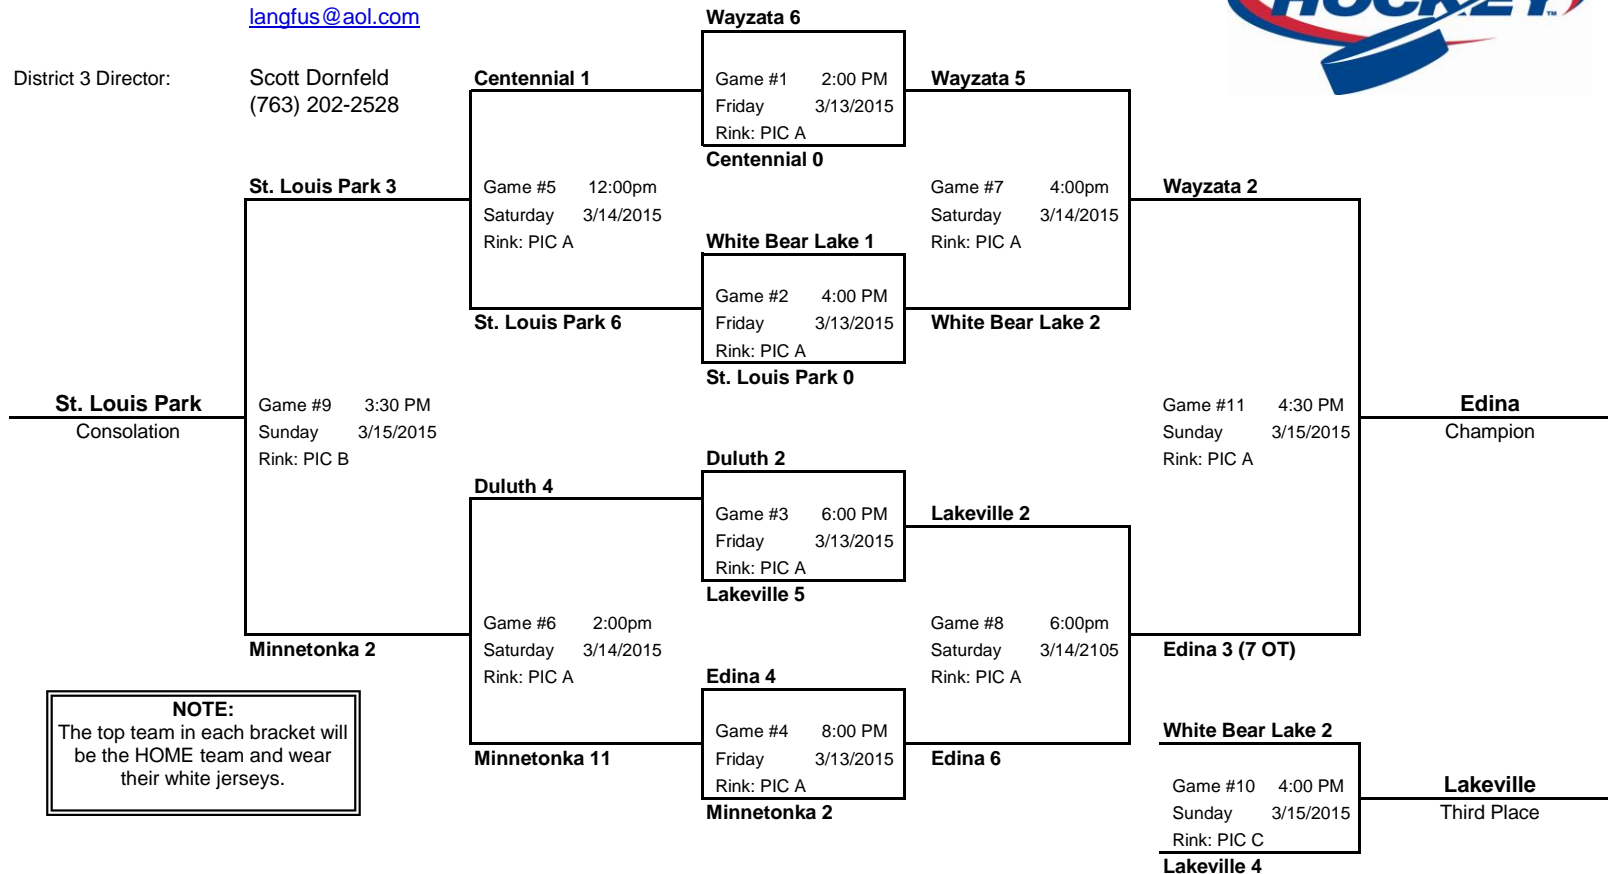 langfus@aol.com
HOCKEY™
District 3 Director: Scott Dornfeld
(763) 202-2528
Wayzata 6
Game #1 2:00 PM
Friday 3/13/2015
Rink: PIC A
Centennial 0
Centennial 1
Wayzata 5
St. Louis Park 3
Game #5 12:00pm
Saturday 3/14/2015
Rink: PIC A
Game #7 4:00pm
Saturday 3/14/2015
Rink: PIC A
Wayzata 2
White Bear Lake 1
Game #2 4:00 PM
Friday 3/13/2015
Rink: PIC A
St. Louis Park 0
St. Louis Park 6
White Bear Lake 2
St. Louis Park
Consolation
Game #9 3:30 PM
Sunday 3/15/2015
Rink: PIC B
Game #11 4:30 PM
Sunday 3/15/2015
Rink: PIC A
Edina
Champion
Duluth 2
Game #3 6:00 PM
Friday 3/13/2015
Rink: PIC A
Lakeville 5
Duluth 4
Lakeville 2
Game #6 2:00pm
Saturday 3/14/2015
Rink: PIC A
Game #8 6:00pm
Saturday 3/14/2105
Rink: PIC A
Minnetonka 2
Edina 3 (7 OT)
Edina 4
Game #4 8:00 PM
Friday 3/13/2015
Rink: PIC A
Minnetonka 2
Minnetonka 11
Edina 6
NOTE:
The top team in each bracket will
be the HOME team and wear
their white jerseys.
White Bear Lake 2
Game #10 4:00 PM
Sunday 3/15/2015
Rink: PIC C
Lakeville 4
Lakeville
Third Place